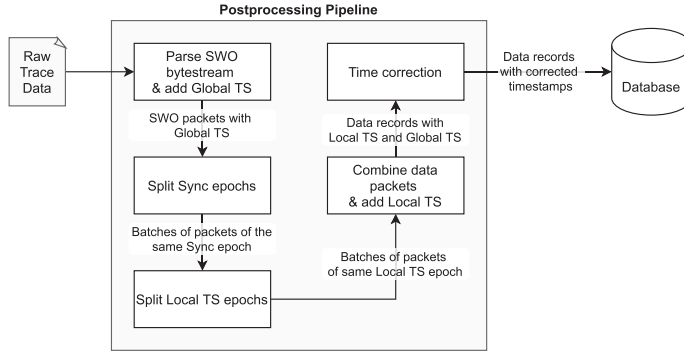 Postprocessing Pipeline
Raw
Trace
Data
Parse SWO
bytestream
& add Global TS
SWO packets with
Global TS
Split Sync epochs
Batches of packets of the
same Sync epoch
Split Local TS epochs
Batches of packets
of same Local TS epoch
Combine data
packets
& add Local TS
Data records with
Local TS and Global TS
Time correction
Data records
with corrected
timestamps
Database